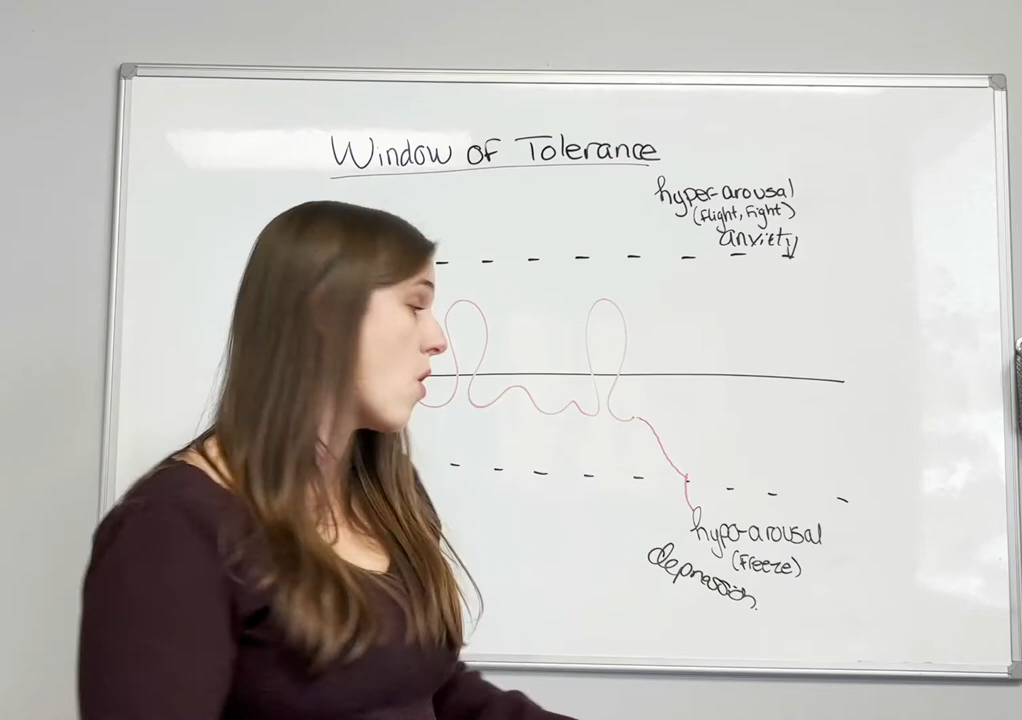 Window of Tolerance
hyper-arousal
(flight, Fight)
anxiety
hypo-arousal
(Freeze)
depression